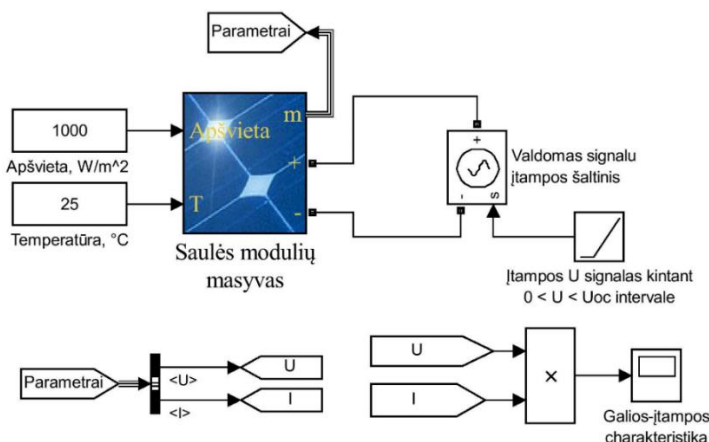 Parametrai
1000
Apšvieta, W/m^2
25
Temperatūra, °C
Apšvieta
T
m
+
-
Saulės modulių
masyvas
+
-
s
Valdomas signalu
įtampos šaltinis
Įtampos U signalas kintant
0 < U < Uoc intervale
Parametrai
<U>
<I>
U
I
U
I
×
Galios-įtampos
charakteristika